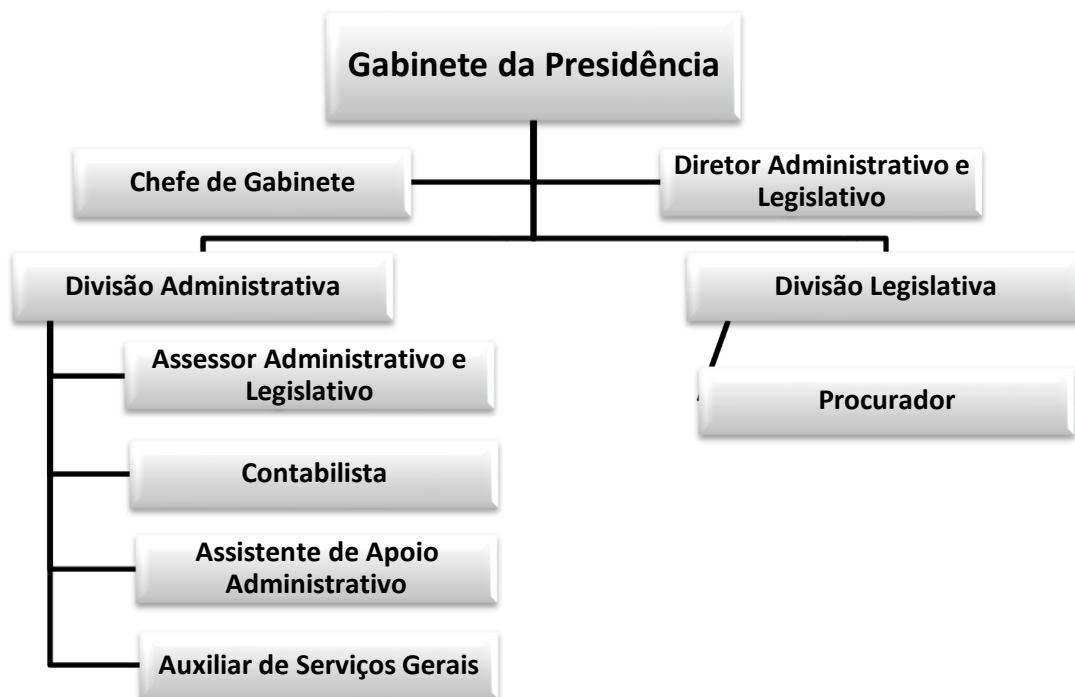 Gabinete da Presidência
Chefe de Gabinete
Diretor Administrativo e
Legislativo
Divisão Administrativa
Divisão Legislativa
Assessor Administrativo e
Legislativo
Procurador
Contabilista
Assistente de Apoio
Administrativo
Auxiliar de Serviços Gerais